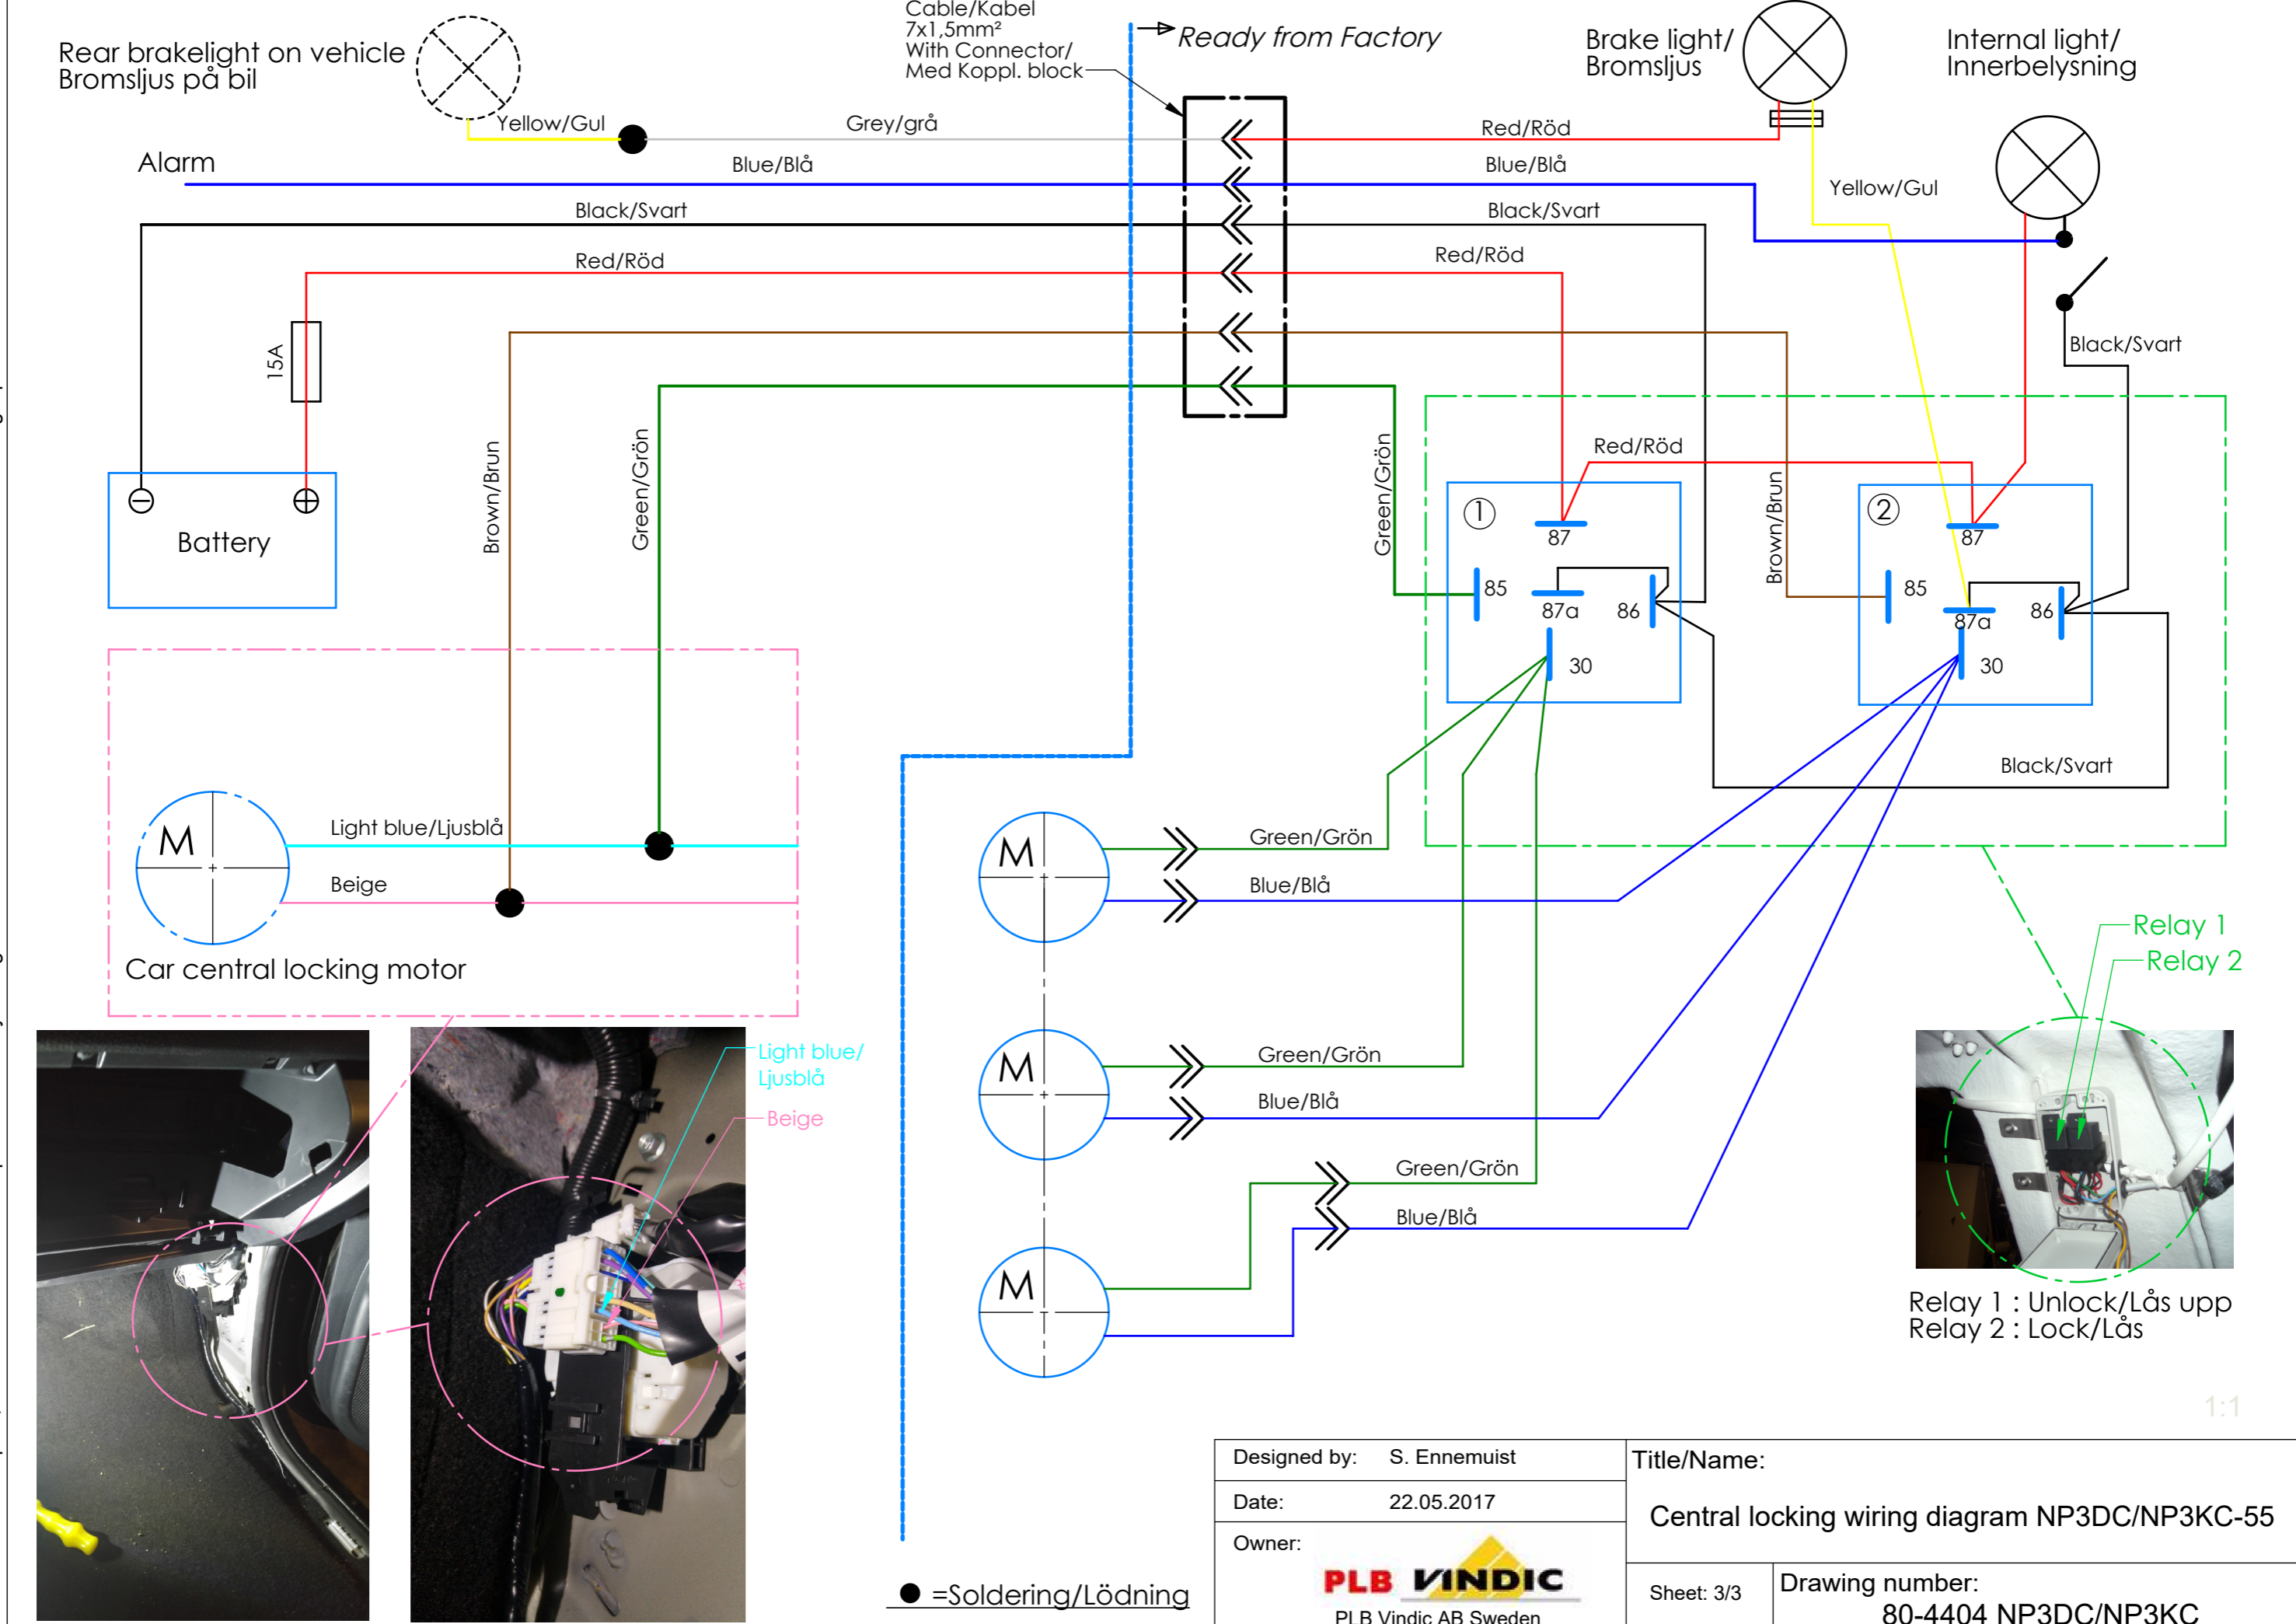 Rear brakelight on vehicle
Bromsljus på bil
Yellow/Gul
Grey/grå
Cable/Kabel
7x1,5mm²
With Connector/
Med Koppl. block
Ready from Factory
Red/Röd
Brake light/
Bromsljus
Internal light/
Innerbelysning
Alarm
Blue/Blå
Blue/Blå
Yellow/Gul
Black/Svart
Black/Svart
Red/Röd
Red/Röd
15A
Black/Svart
Battery
Brown/Brun
Green/Grön
Green/Grön
Red/Röd
Brown/Brun
1
87
85
87a
86
30
2
87
85
87a
86
30
Black/Svart
M
Light blue/Ljusblå
Beige
Car central locking motor
M
Green/Grön
Blue/Blå
M
Green/Grön
Blue/Blå
M
Green/Grön
Blue/Blå
Light blue/
Ljusblå
Beige
Relay 1
Relay 2
Relay 1 : Unlock/Lås upp
Relay 2 : Lock/Lås
1:1
=Soldering/Lödning
Designed by: S. Ennemuist
Date: 22.05.2017
Owner:
PLB VINDIC
PLB Vindic AB Sweden
Title/Name:
Central locking wiring diagram NP3DC/NP3KC-55
Sheet: 3/3
Drawing number:
80-4404 NP3DC/NP3KC